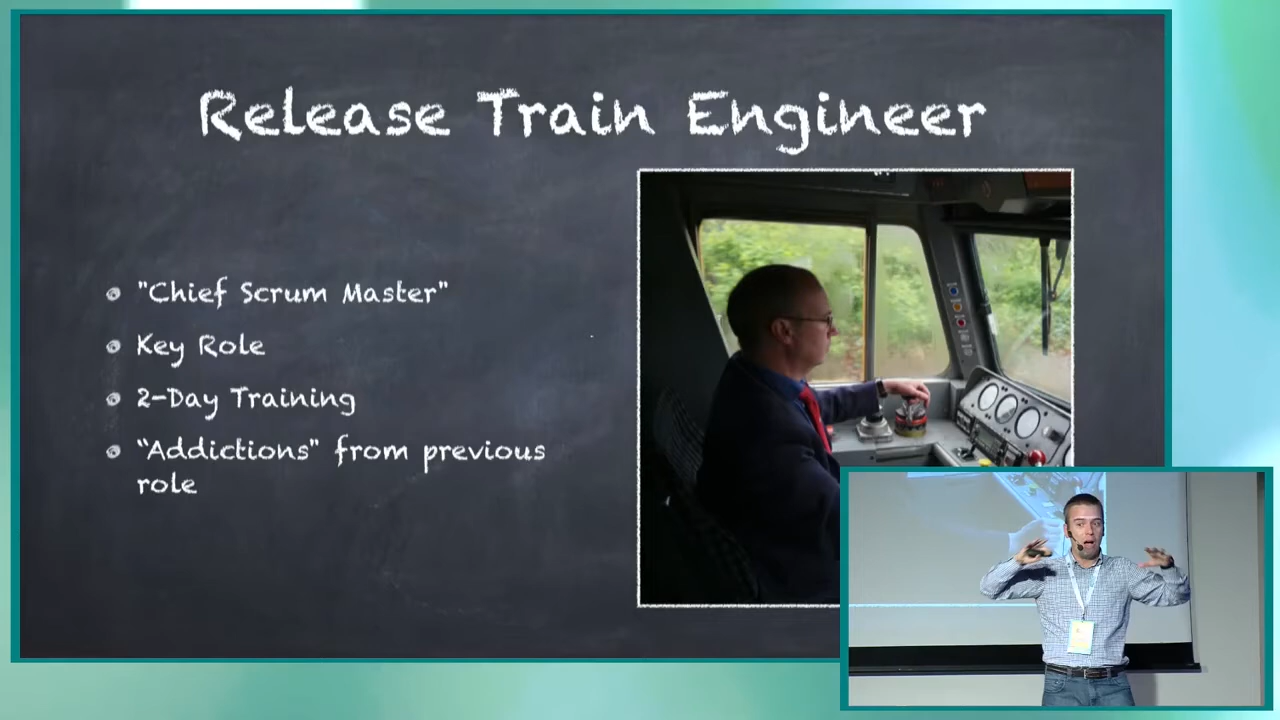 Release Train Engineer
"Chief Scrum Master"
Key Role
2-Day Training
"Addictions" from previous
role